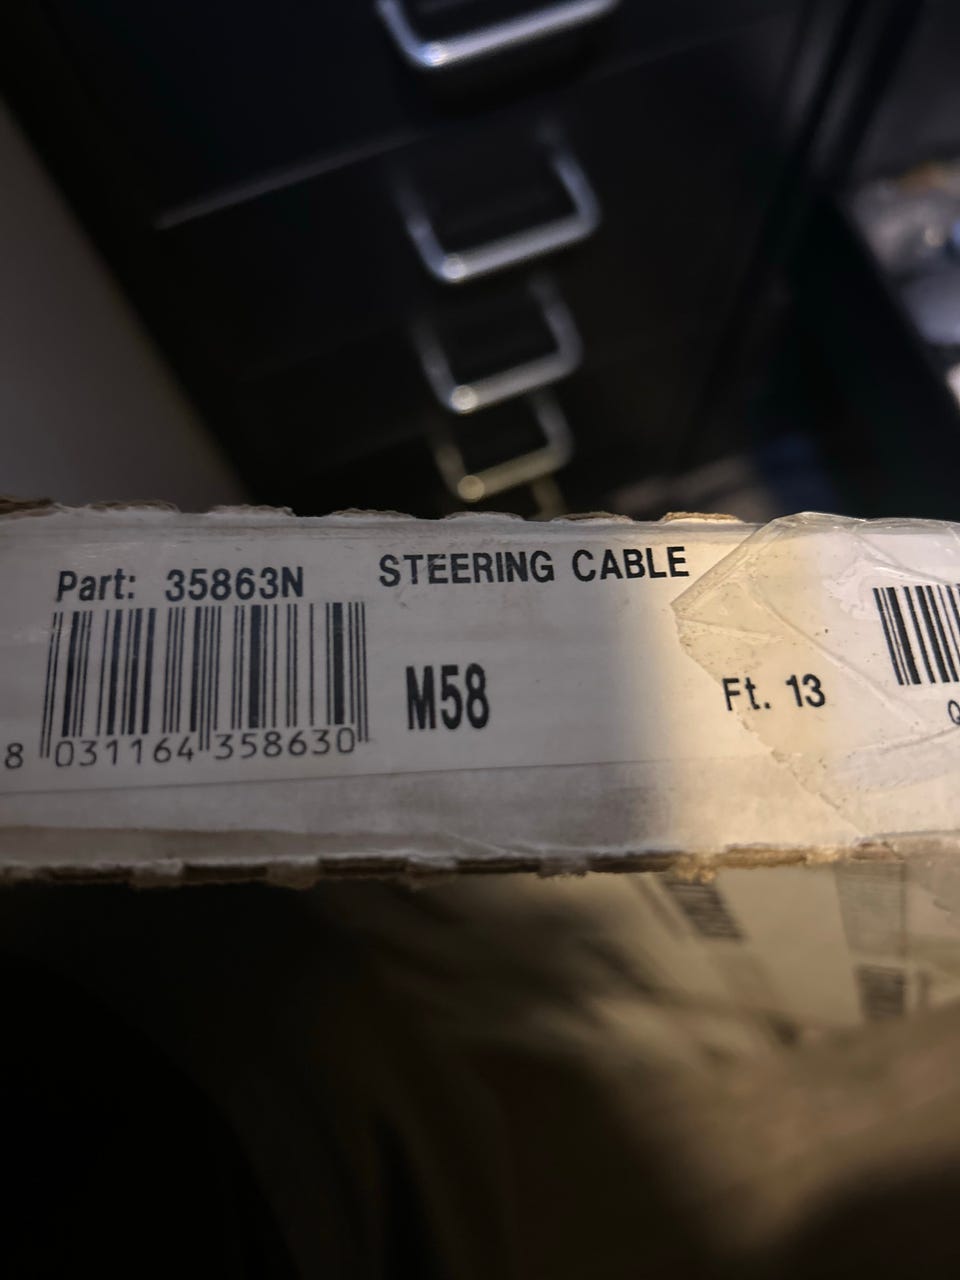 Part: 35863N
STEERING CABLE
8 031164 358630
M58
Ft. 13
Q